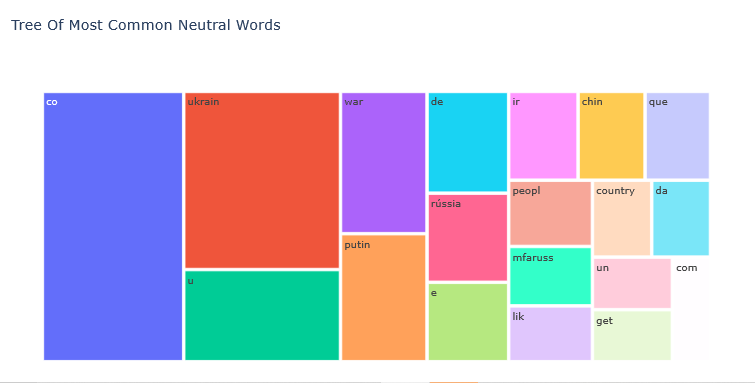 Tree Of Most Common Neutral Words
co
ukrain
u
war
putin
de
rússia
e
ir
chin
que
peopl
country
da
mfaruss
un
com
lik
get